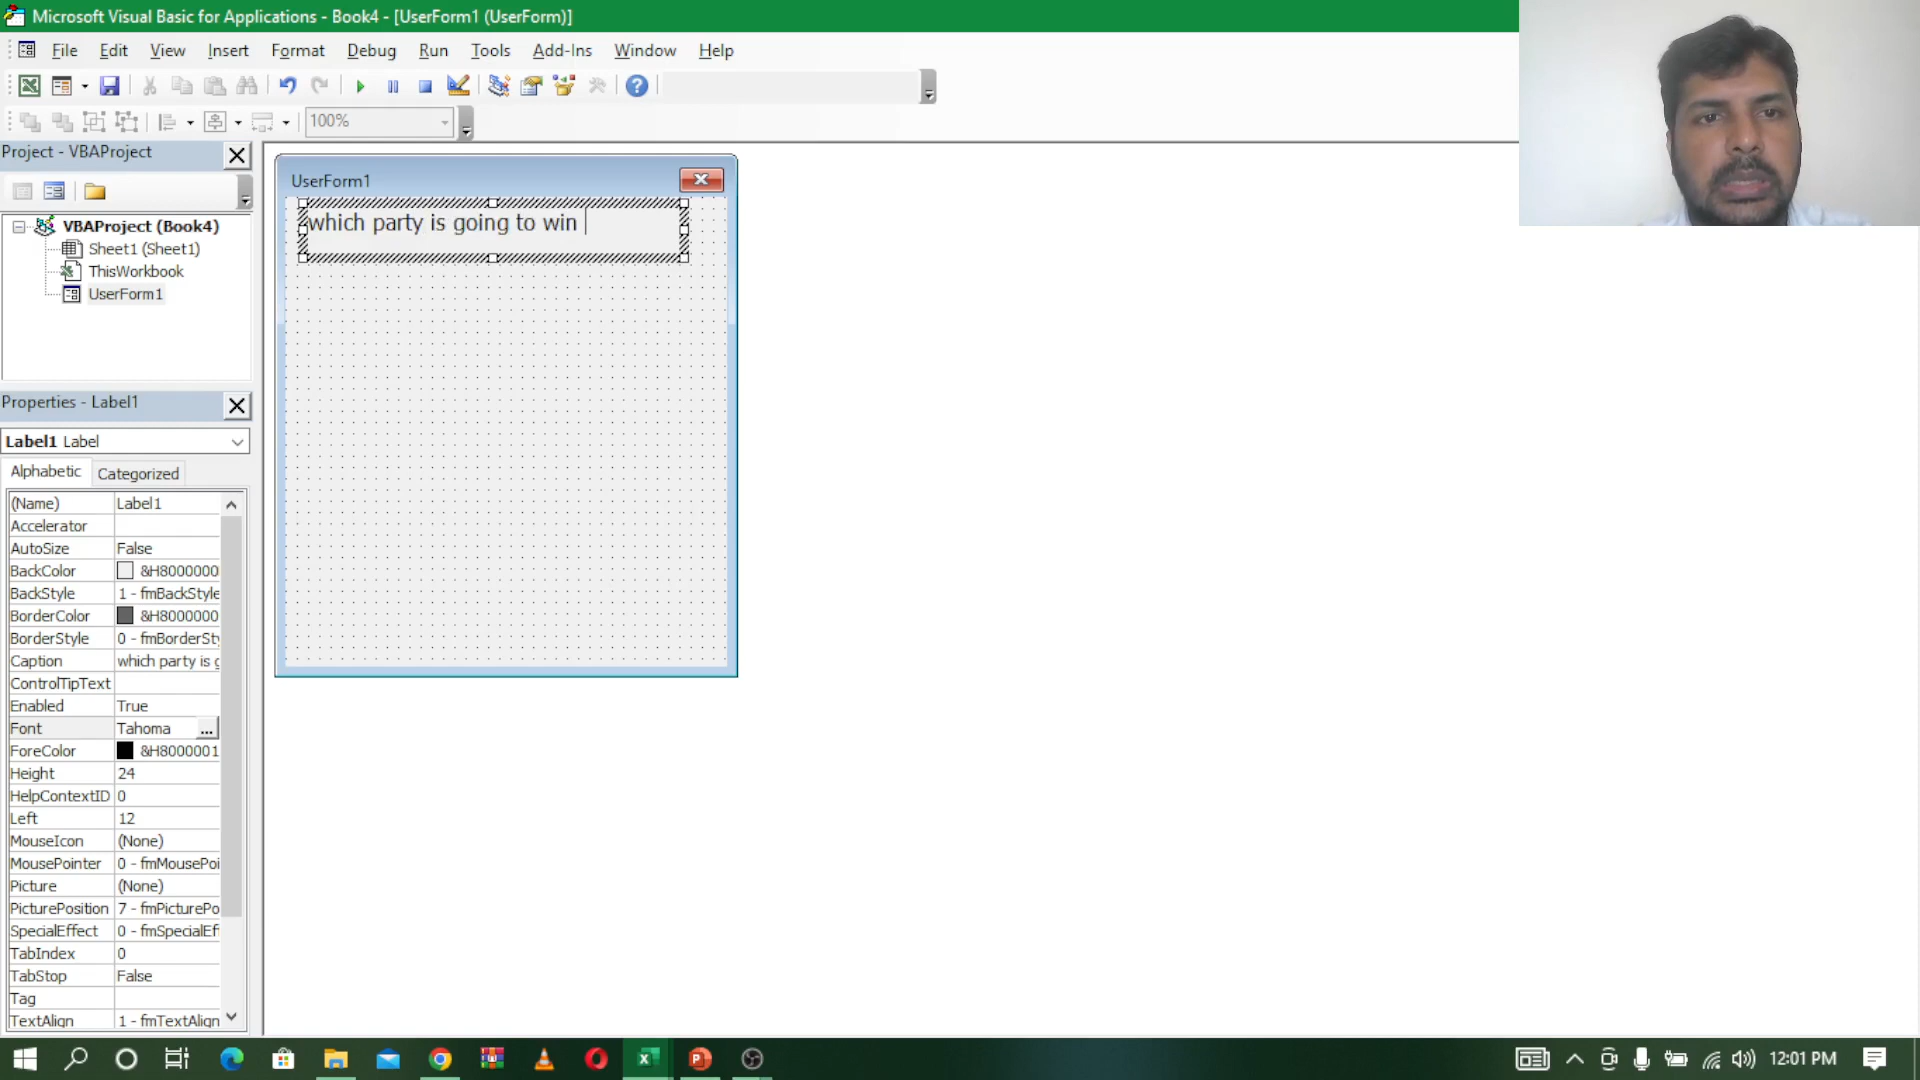 Microsoft Visual Basic for Applications - Book4 - [UserForm1 (UserForm)]
File Edit View Insert Format Debug Run Tools Add-Ins Window Help
100%
Project - VBAProject
VBAProject (Book4)
Sheet1 (Sheet1)
ThisWorkbook
UserForm1
UserForm1
which party is going to win
Properties - Label1
Label1 Label
Alphabetic Categorized
(Name) Label1
Accelerator
AutoSize False
BackColor &H8000000
BackStyle 1 - fmBackStyle
BorderColor &H8000000
BorderStyle 0 - fmBorderSty
Caption which party is g
ControlTipText
Enabled True
Font Tahoma ...
ForeColor &H8000001
Height 24
HelpContextID 0
Left 12
MouseIcon (None)
MousePointer 0 - fmMousePoi
Picture (None)
PicturePosition 7 - fmPicturePo
SpecialEffect 0 - fmSpecialEff
TabIndex 0
TabStop False
Tag
TextAlign 1 - fmTextAlign
12:01 PM